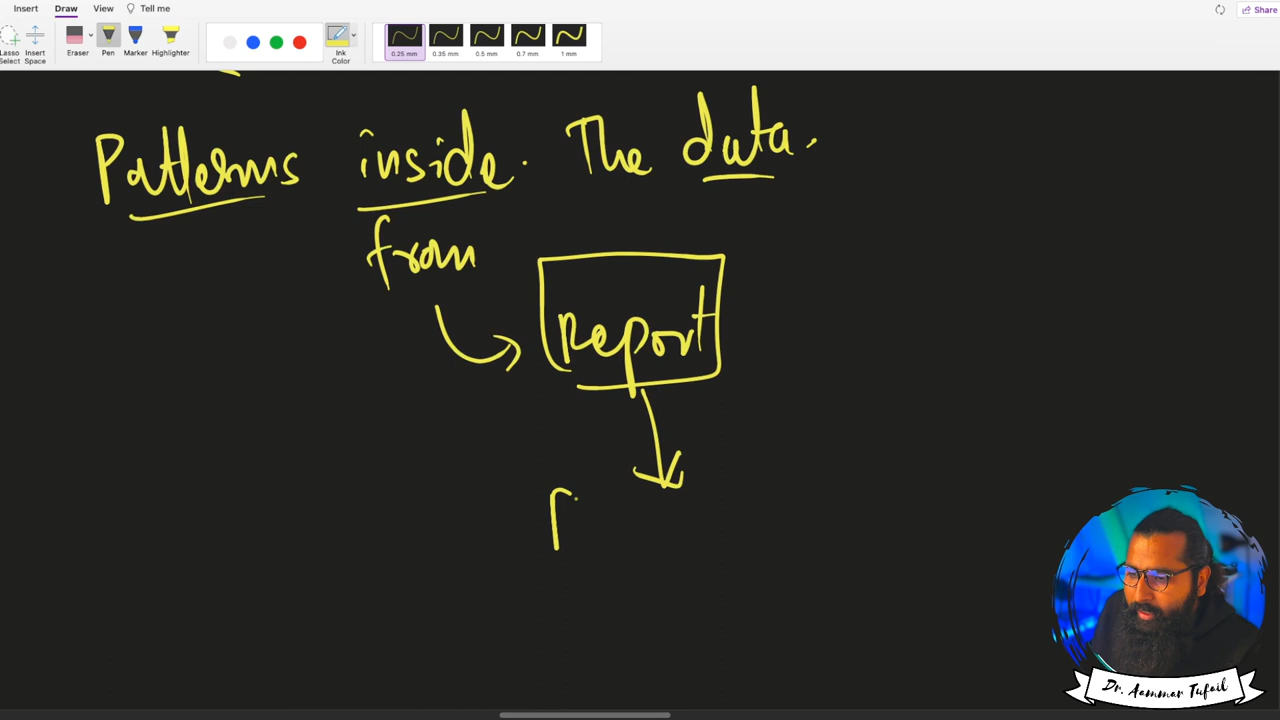 Insert Draw View Tell me Share
Lasso Select Insert Space Eraser Pen Marker Highlighter Ink Color 0.25 mm 0.35 mm 0.5 mm 0.7 mm 1 mm
Patterns inside. The data.
from
Report
Dr. Aammar Tufail